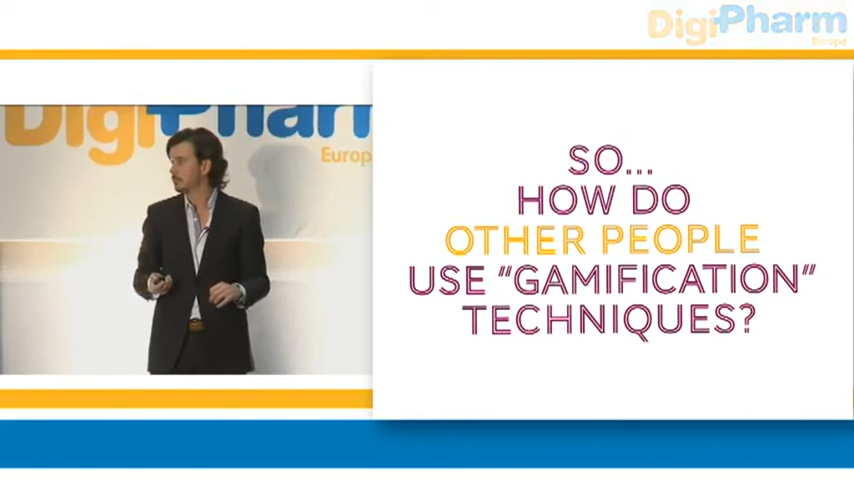 DigiPharm
Europe
DigiPharm
Europe
SO...
HOW DO
OTHER PEOPLE
USE “GAMIFICATION“
TECHNIQUES?